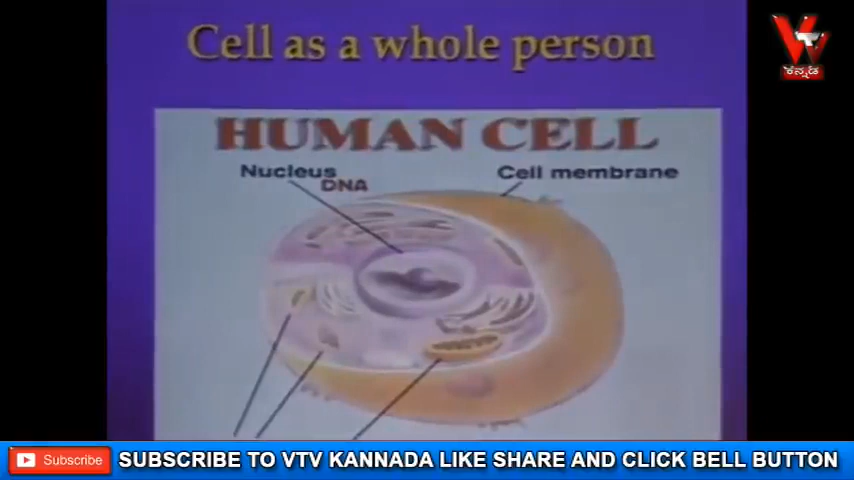 Cell as a whole person
VT
ಕನ್ನಡ
HUMAN CELL
Nucleus
DNA
Cell membrane
Subscribe
SUBSCRIBE TO VTV KANNADA LIKE SHARE AND CLICK BELL BUTTON